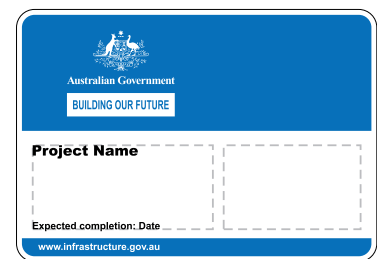 Australian Government
BUILDING OUR FUTURE
Project Name
Expected completion: Date
www.infrastructure.gov.au